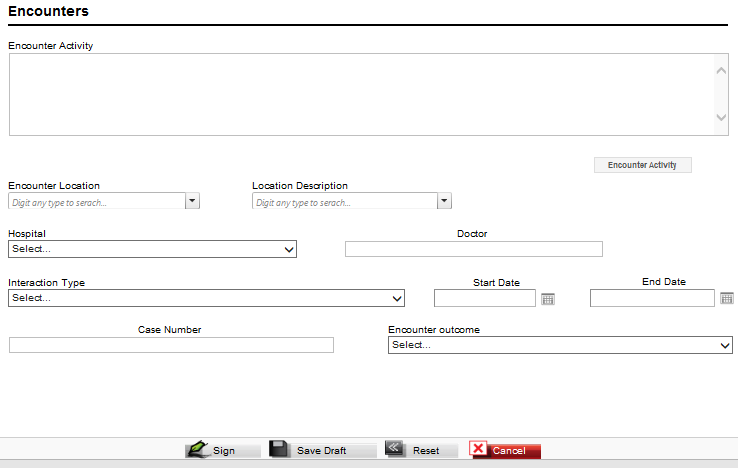 Encounters
Encounter Activity
Encounter Activity
Encounter Location
Location Description
Digit any type to serach...
Digit any type to serach...
Hospital
Doctor
Select...
Interaction Type
Start Date
End Date
Select...
Case Number
Encounter outcome
Select...
Sign
Save Draft
Reset
Cancel